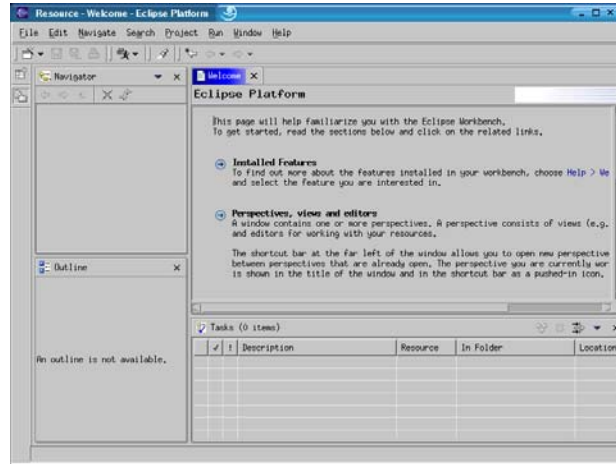 Resource - Welcome - Eclipse Platform
File Edit Navigate Search Project Run Window Help
Navigator
Welcome
Eclipse Platform
This page will help familiarize you with the Eclipse Workbench.
To get started, read the sections below and click on the related links.
Installed Features
To find out more about the features installed in your workbench, choose Help > We
and select the feature you are interested in.
Perspectives, views and editors
A window contains one or more perspectives. A perspective consists of views (e.g.
and editors for working with your resources.
The shortcut bar at the far left of the window allows you to open new perspective
between perspectives that are already open. The perspective you are currently wor
is shown in the title of the window and in the shortcut bar as a pushed-in icon.
Outline
An outline is not available.
Tasks (0 items)
! Description Resource In Folder Location